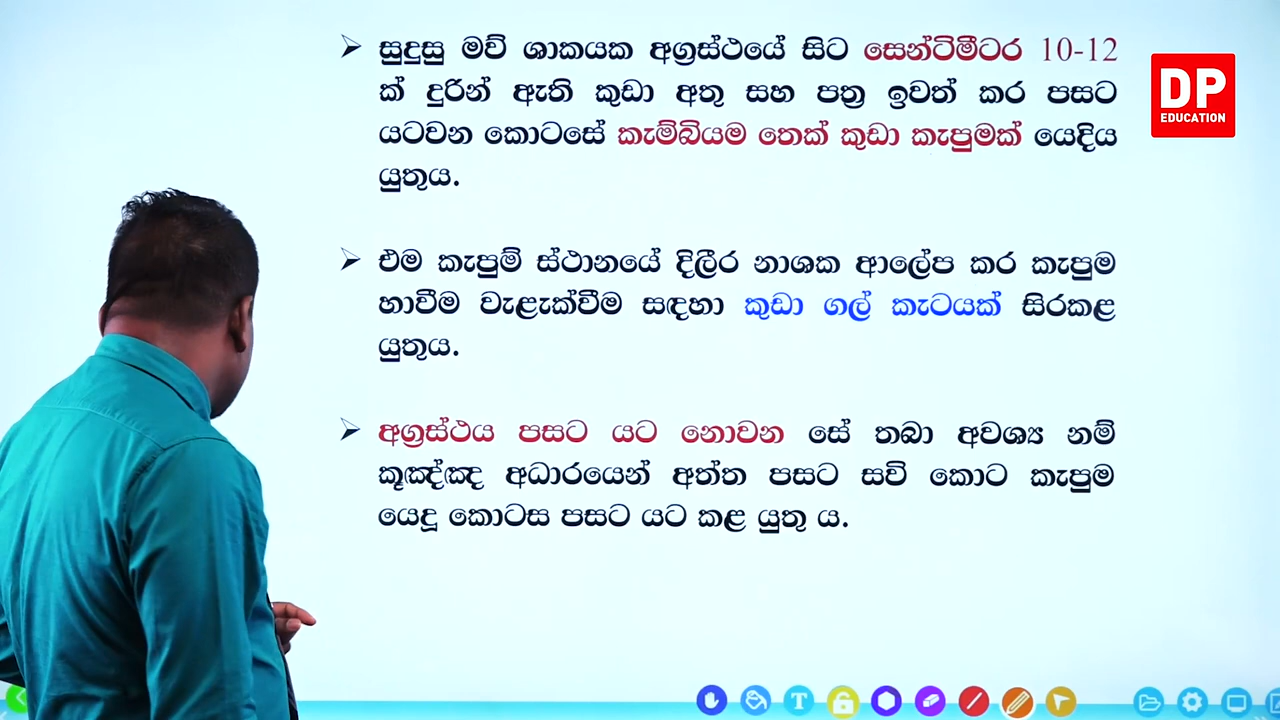 සුදුසු මව් ශාකයක අග්‍රස්ථයේ සිට සෙන්ටිමීටර 10-12
ක් දුරින් ඇති කුඩා අතු සහ පත්‍ර ඉවත් කර පසට
යටවන කොටසේ කැම්බියම තෙක් කුඩා කැපුමක් යෙදිය
යුතුය.
එම කැපුම් ස්ථානයේ දිලීර නාශක ආලේප කර කැපුම
හාවීම වැළැක්වීම සඳහා කුඩා ගල් කැටයක් සිරකළ
යුතුය.
අග්‍රස්ථය පසට යට නොවන සේ තබා අවශ්‍ය නම්
කූඤ්ඤ අධාරයෙන් අත්ත පසට සවි කොට කැපුම
යෙදූ කොටස පසට යට කළ යුතු ය.
DP
EDUCATION
T